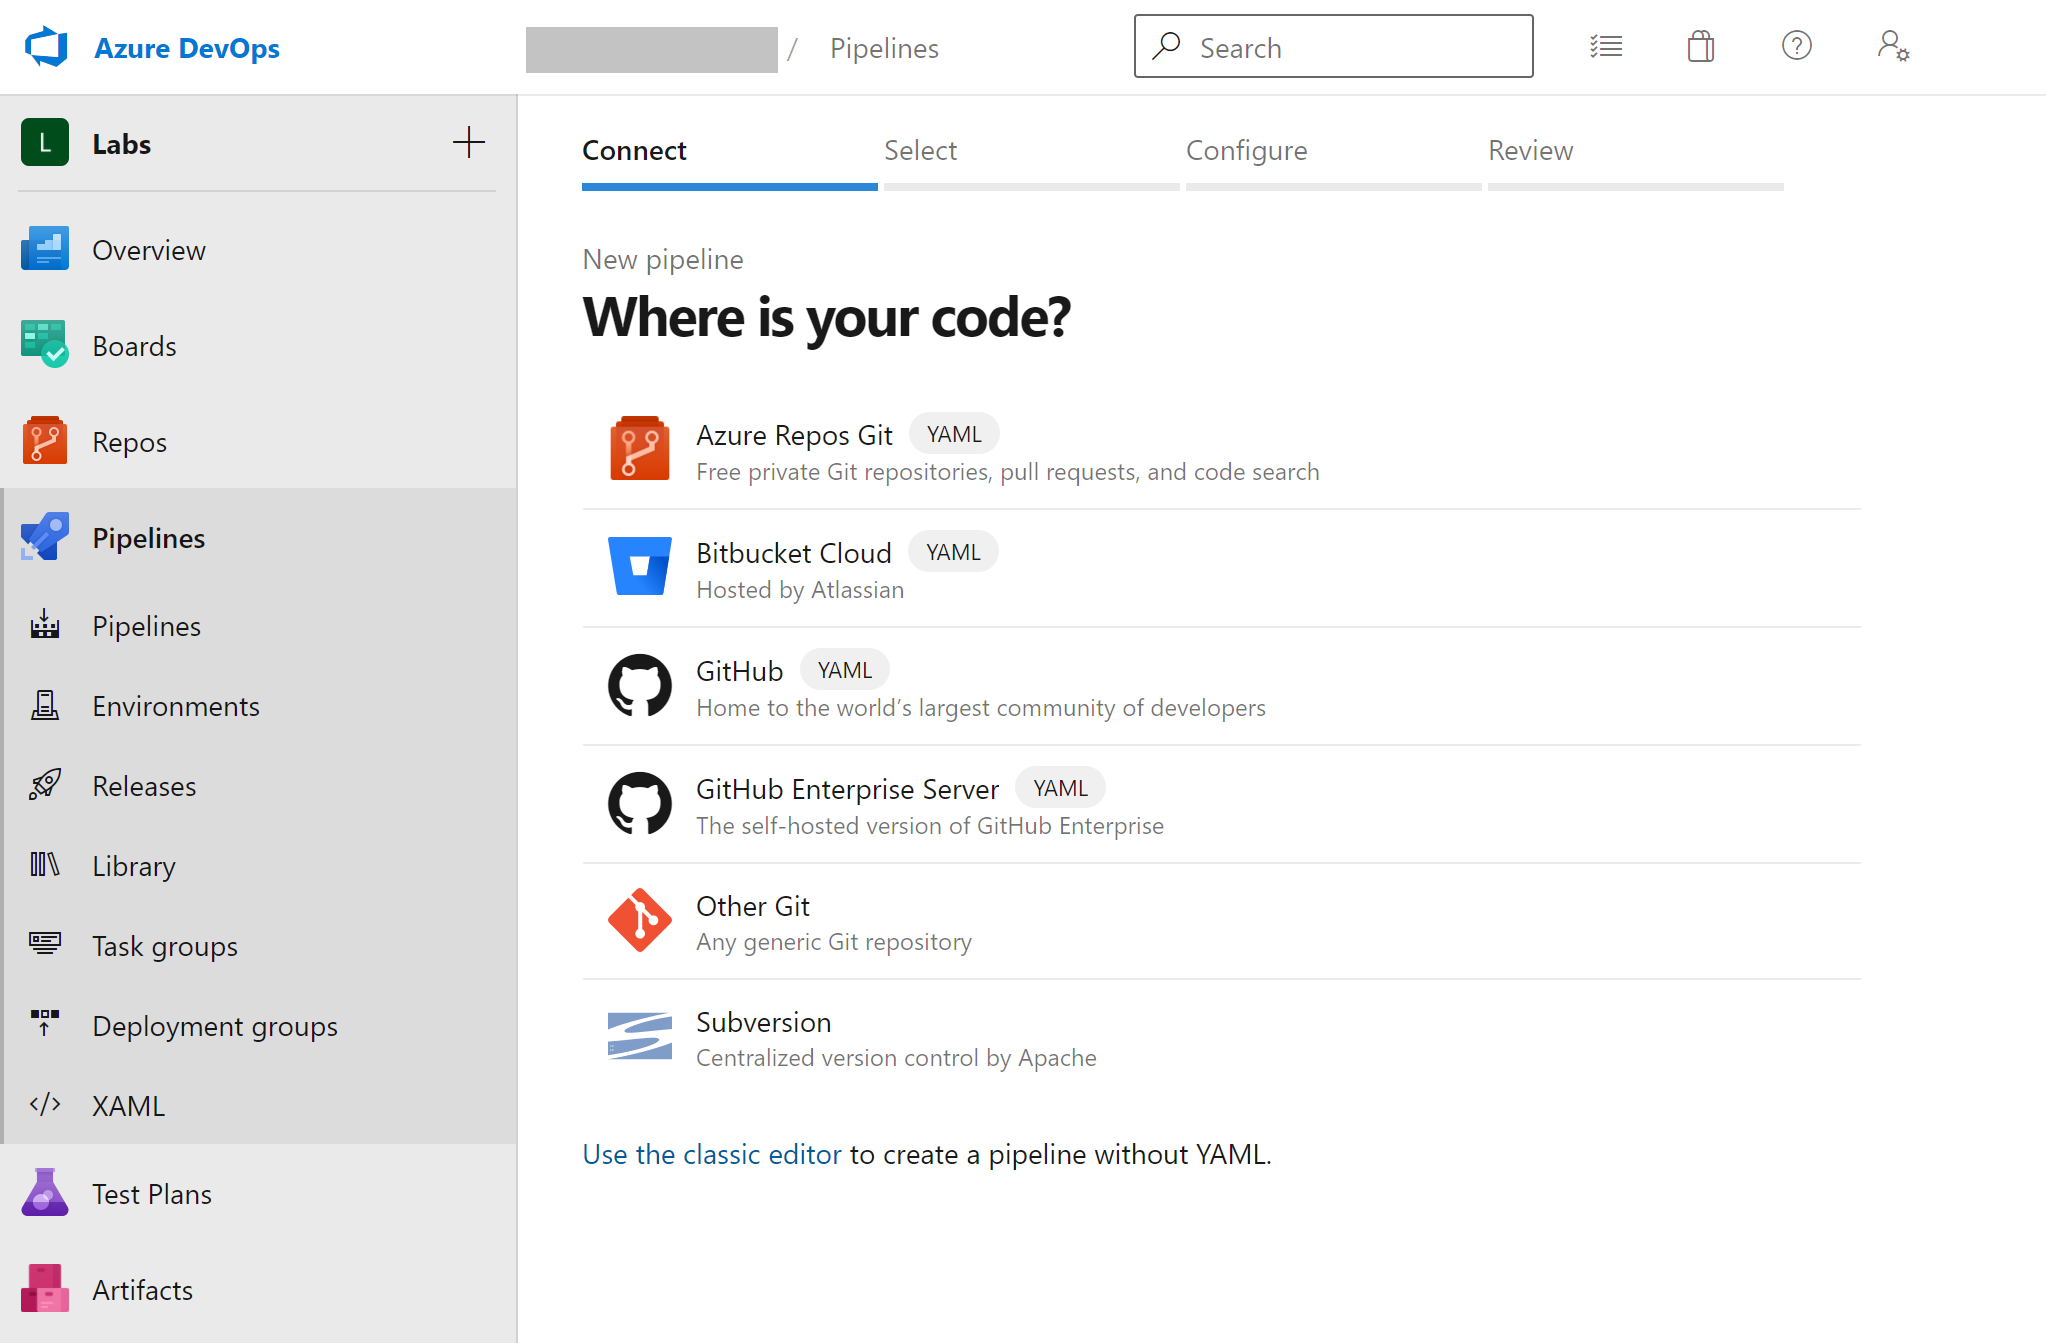 Azure DevOps
/ Pipelines
Search
L Labs
Overview
Boards
Repos
Pipelines
Pipelines
Environments
Releases
Library
Task groups
Deployment groups
XAML
Test Plans
Artifacts
Connect Select Configure Review
New pipeline
Where is your code?
Azure Repos Git YAML
Free private Git repositories, pull requests, and code search
Bitbucket Cloud YAML
Hosted by Atlassian
GitHub YAML
Home to the world’s largest community of developers
GitHub Enterprise Server YAML
The self-hosted version of GitHub Enterprise
Other Git
Any generic Git repository
Subversion
Centralized version control by Apache
Use the classic editor to create a pipeline without YAML.